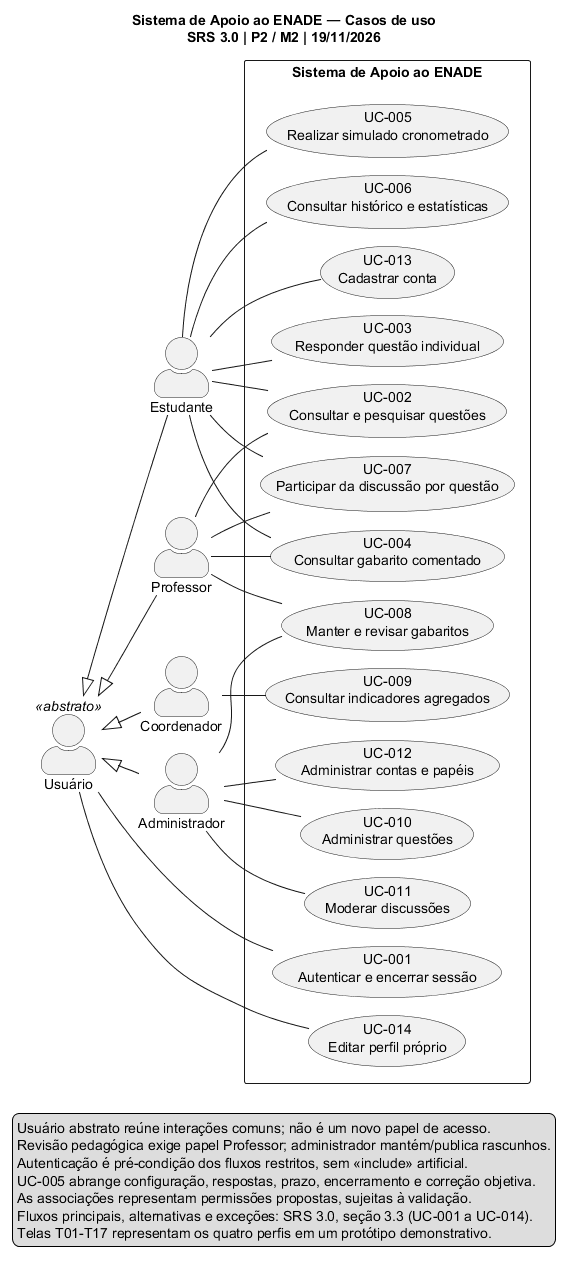 Sistema de Apoio ao ENADE — Casos de uso
SRS 3.0 | P2 / M2 | 19/11/2026
Sistema de Apoio ao ENADE
UC-005
Realizar simulado cronometrado
UC-006
Consultar histórico e estatísticas
UC-013
Cadastrar conta
UC-003
Responder questão individual
UC-002
Consultar e pesquisar questões
Estudante
UC-007
Participar da discussão por questão
UC-004
Consultar gabarito comentado
Professor
UC-008
Manter e revisar gabaritos
UC-009
Consultar indicadores agregados
«abstrato»
Coordenador
UC-012
Administrar contas e papéis
Usuário
UC-010
Administrar questões
Administrador
UC-011
Moderar discussões
UC-001
Autenticar e encerrar sessão
UC-014
Editar perfil próprio
Usuário abstrato reúne interações comuns; não é um novo papel de acesso.
Revisão pedagógica exige papel Professor; administrador mantém/publica rascunhos.
Autenticação é pré-condição dos fluxos restritos, sem «include» artificial.
UC-005 abrange configuração, respostas, prazo, encerramento e correção objetiva.
As associações representam permissões propostas, sujeitas à validação.
Fluxos principais, alternativas e exceções: SRS 3.0, seção 3.3 (UC-001 a UC-014).
Telas T01-T17 representam os quatro perfis em um protótipo demonstrativo.